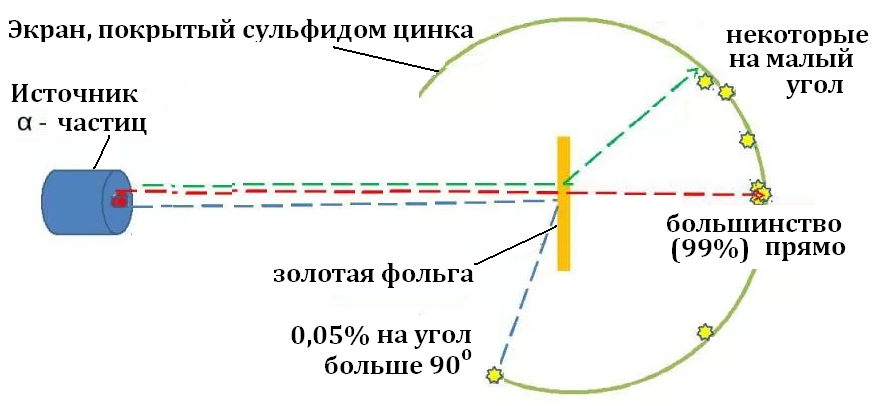 Экран, покрытый сульфидом цинка
некоторые
на малый
угол
Источник
α - частиц
большинство
(99%) прямо
золотая фольга
0,05% на угол
больше 90⁰